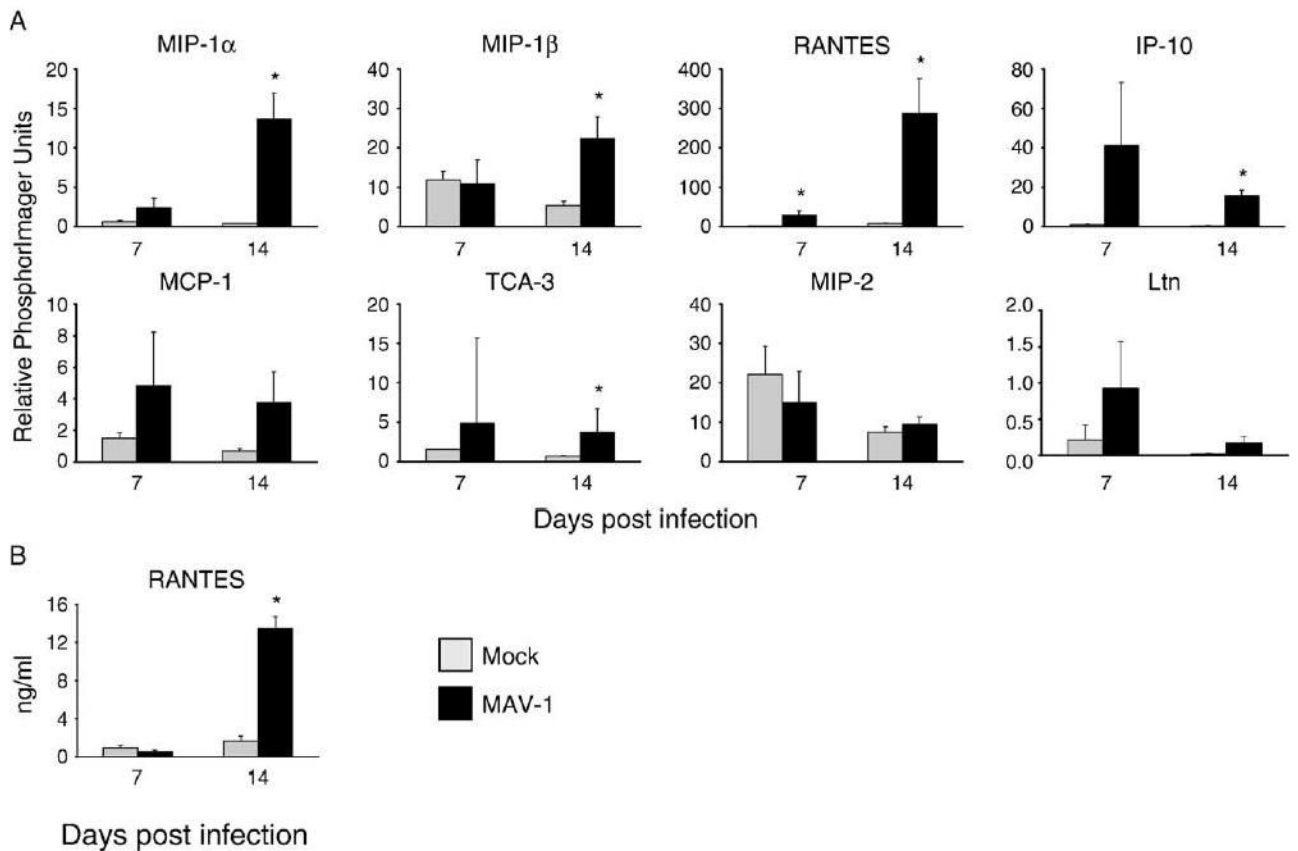 A
MIP-1α MIP-1β RANTES IP-10
Relative PhosphorImager Units
20 40 400 80
15 30 300 60
10 20 200 40
5 10 100 20
0 0 0 0
* * * * *
7 14 7 14 7 14 7 14
MCP-1 TCA-3 MIP-2 Ltn
10 20 40 2.0
8 15 30 1.5
6 10 20 1.0
4 5 10 0.5
2 0 0 0.0
0
*
7 14 7 14 7 14 7 14
Days post infection
B
RANTES
ng/ml
16
12
8
4
0
*
7 14
Mock
MAV-1
Days post infection